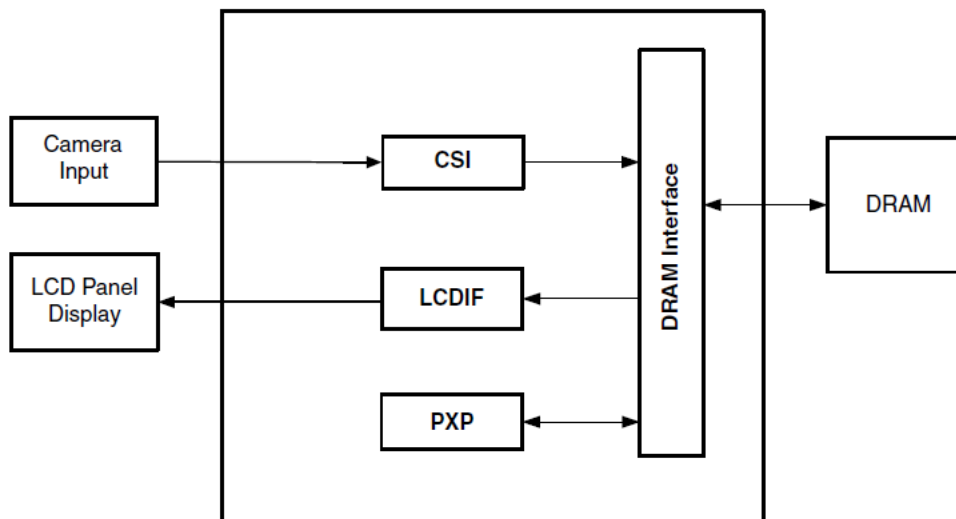 Camera
Input
CSI
DRAM Interface
DRAM
LCD Panel
Display
LCDIF
PXP